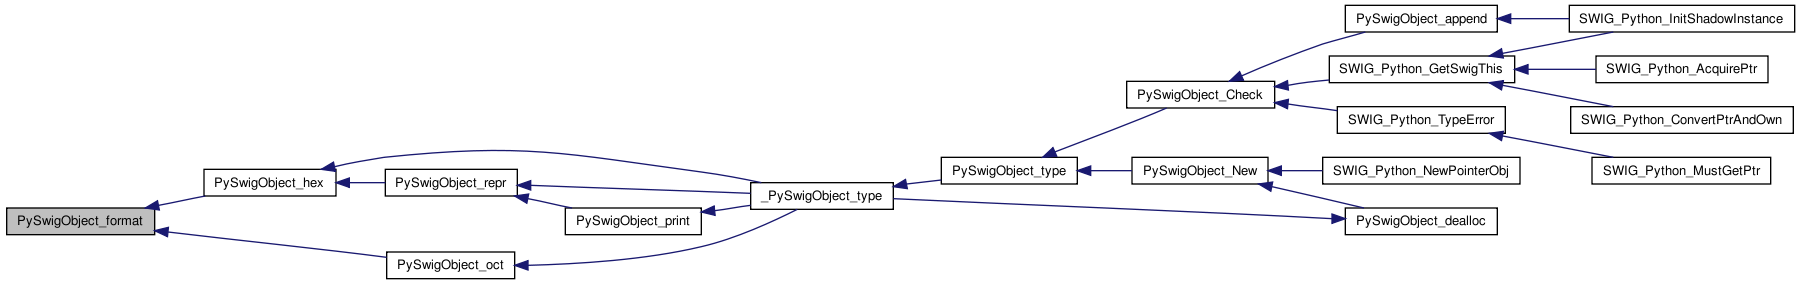 PySwigObject_format
PySwigObject_hex
PySwigObject_oct
PySwigObject_repr
PySwigObject_print
_PySwigObject_type
PySwigObject_type
PySwigObject_Check
PySwigObject_New
PySwigObject_append
SWIG_Python_GetSwigThis
SWIG_Python_TypeError
SWIG_Python_NewPointerObj
PySwigObject_dealloc
SWIG_Python_InitShadowInstance
SWIG_Python_AcquirePtr
SWIG_Python_ConvertPtrAndOwn
SWIG_Python_MustGetPtr